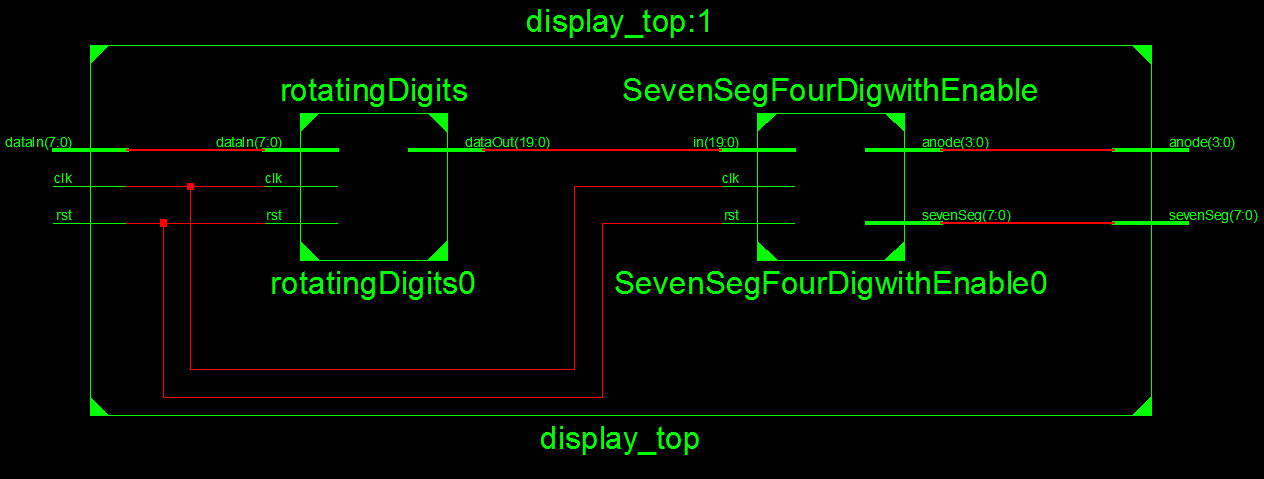 display_top:1
rotatingDigits
SevenSegFourDigwithEnable
dataIn(7:0)
dataIn(7:0)
dataOut(19:0)
in(19:0)
anode(3:0)
anode(3:0)
clk
clk
clk
rst
rst
rst
sevenSeg(7:0)
sevenSeg(7:0)
rotatingDigits0
SevenSegFourDigwithEnable0
display_top